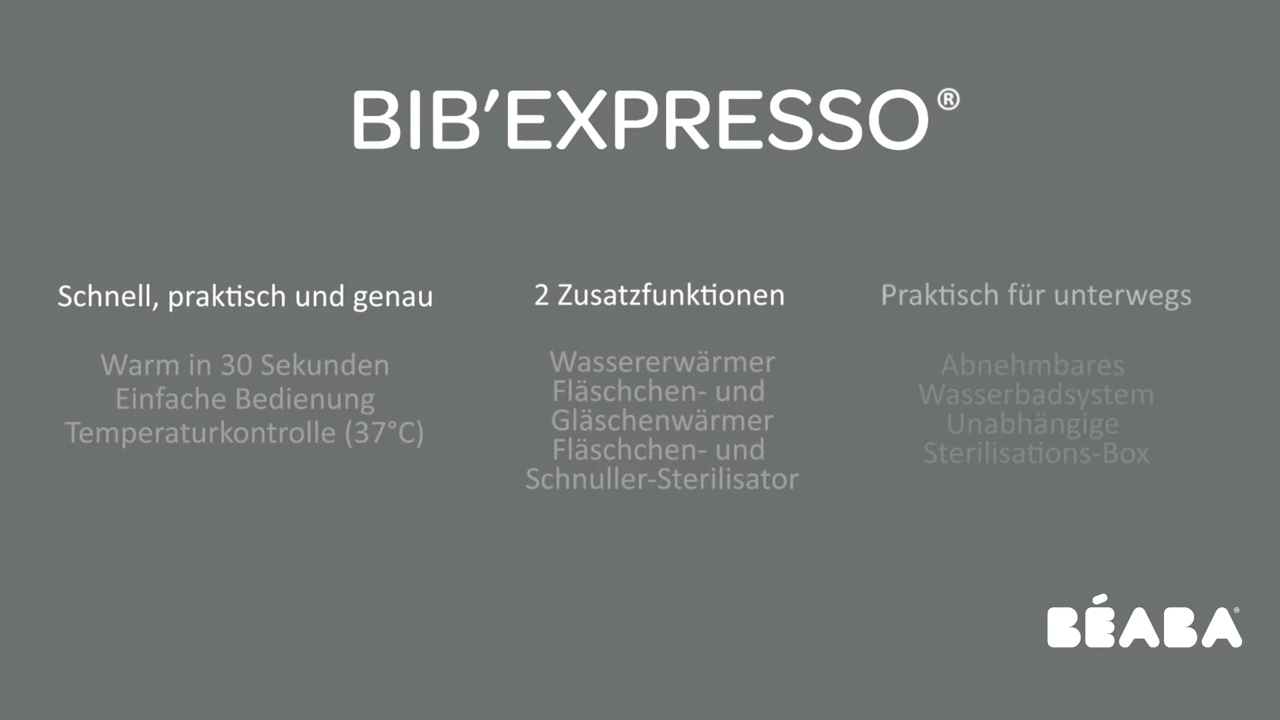 BIB'EXPRESSO®
Schnell, praktisch und genau
Warm in 30 Sekunden
Einfache Bedienung
Temperaturkontrolle (37°C)
2 Zusatzfunktionen
Wassererwärmer
Fläschchen- und
Gläschenwärmer
Fläschchen- und
Schnuller-Sterilisator
Praktisch für unterwegs
Abnehmbares
Wasserbadsystem
Unabhängige
Sterilisations-Box
BÉABA®